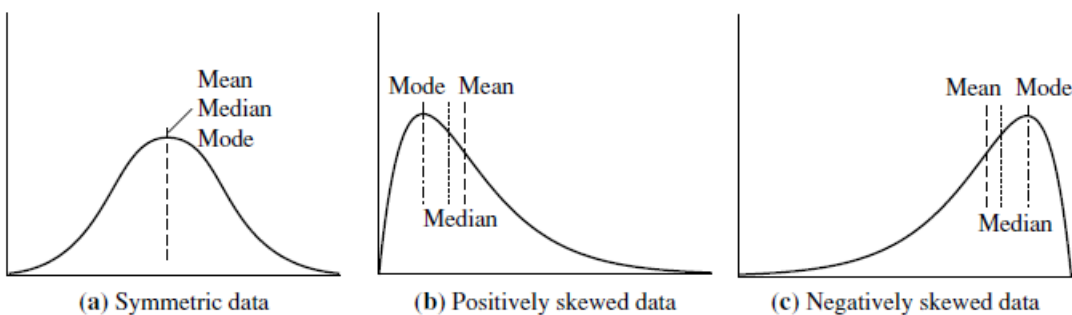 Mean
Median
Mode
(a) Symmetric data
Mode Mean
Median
(b) Positively skewed data
Mean Mode
Median
(c) Negatively skewed data